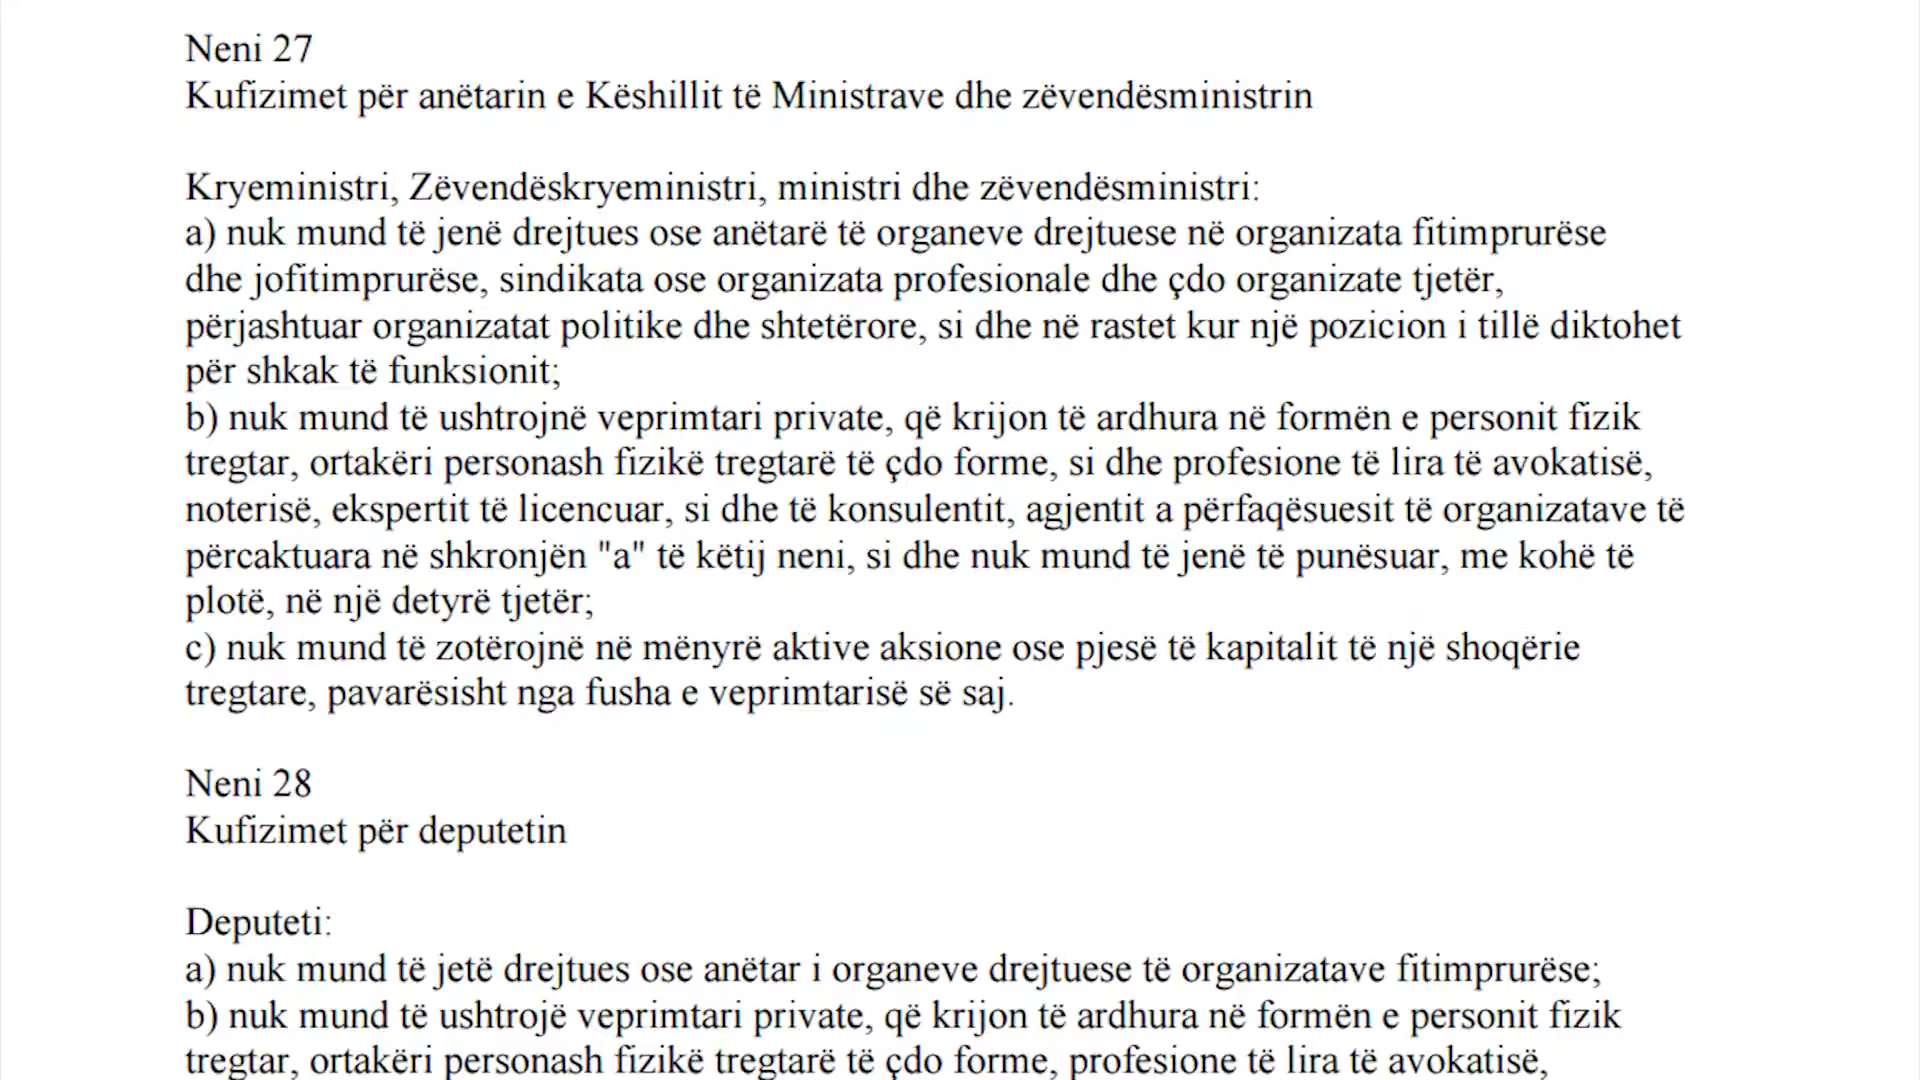 Neni 27
Kufizimet për anëtarin e Këshillit të Ministrave dhe zëvendësministrin
Kryeministri, Zëvendëskryeministri, ministri dhe zëvendësministri:
a) nuk mund të jenë drejtues ose anëtarë të organeve drejtuese në organizata fitimprurëse
dhe jofitimprurëse, sindikata ose organizata profesionale dhe çdo organizate tjetër,
përjashtuar organizatat politike dhe shtetërore, si dhe në rastet kur një pozicion i tillë diktohet
për shkak të funksionit;
b) nuk mund të ushtrojnë veprimtari private, që krijon të ardhura në formën e personit fizik
tregtar, ortakëri personash fizikë tregtarë të çdo forme, si dhe profesione të lira të avokatisë,
noterisë, ekspertit të licencuar, si dhe të konsulentit, agjentit a përfaqësuesit të organizatave të
përcaktuara në shkronjën "a" të këtij neni, si dhe nuk mund të jenë të punësuar, me kohë të
plotë, në një detyrë tjetër;
c) nuk mund të zotërojnë në mënyrë aktive aksione ose pjesë të kapitalit të një shoqërie
tregtare, pavarësisht nga fusha e veprimtarisë së saj.
Neni 28
Kufizimet për deputetin
Deputeti:
a) nuk mund të jetë drejtues ose anëtar i organeve drejtuese të organizatave fitimprurëse;
b) nuk mund të ushtrojë veprimtari private, që krijon të ardhura në formën e personit fizik
tregtar, ortakëri personash fizikë tregtarë të çdo forme, profesione të lira të avokatisë,